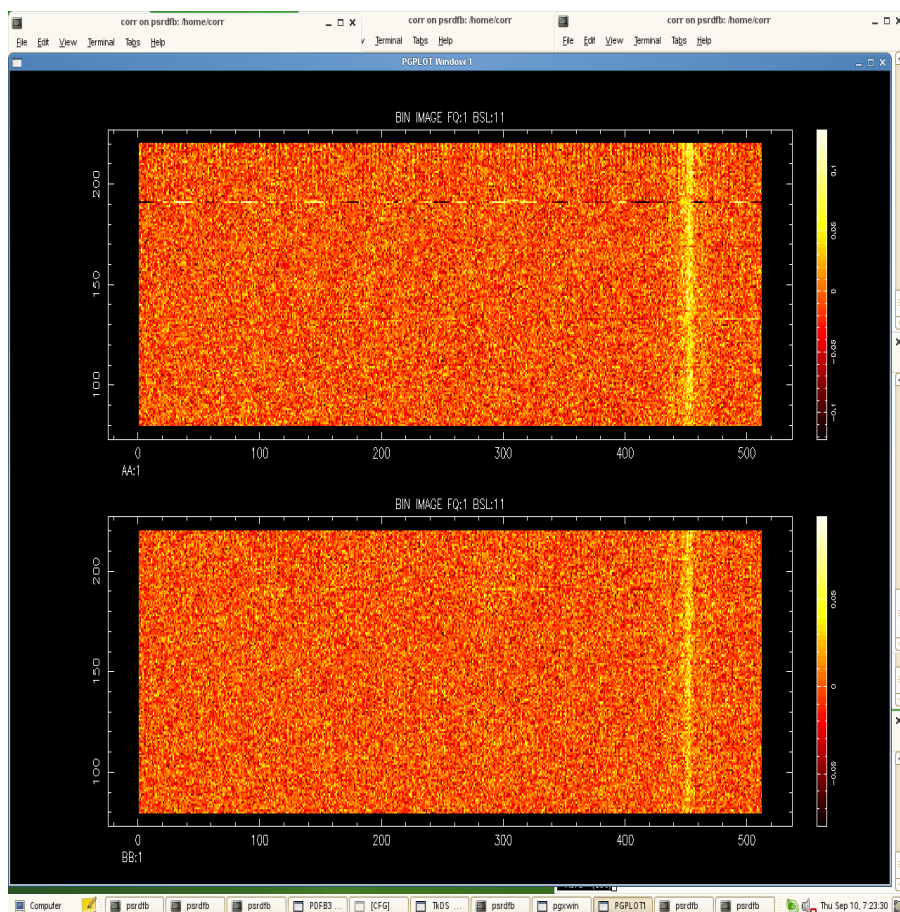 corr on psrdfb: /home/corr
corr on psrdfb: /home/corr
corr on psrdfb: /home/corr
File Edit View Terminal Tabs Help
Terminal Tabs Help
File Edit View Terminal Tabs Help
PGPLOT Window 1
BIN IMAGE FQ:1 BSL:11
200
150
100
0 100 200 300 400 500
AA:1
0.1
0.05
0
-0.05
-0.1
BIN IMAGE FQ:1 BSL:11
200
150
100
0 100 200 300 400 500
BB:1
0.05
0
-0.05
Computer psrdfb psrdfb psrdfb PDFB3 ... [CFG] TkDS ... psrdfb pgxwin PGPLOT! psrdfb psrdfb Thu Sep 10, 7:23:30